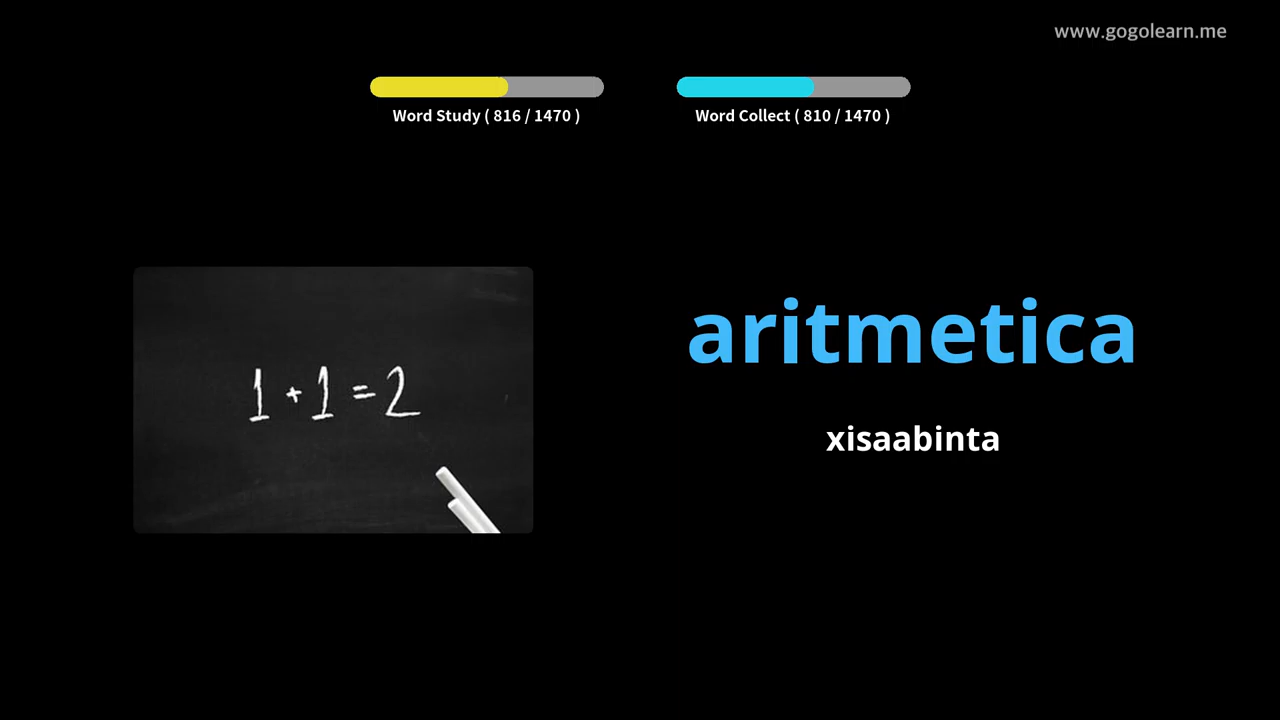 www.gogolearn.me
Word Study ( 816 / 1470 )
Word Collect ( 810 / 1470 )
1 + 1 = 2
aritmetica
xisaabinta